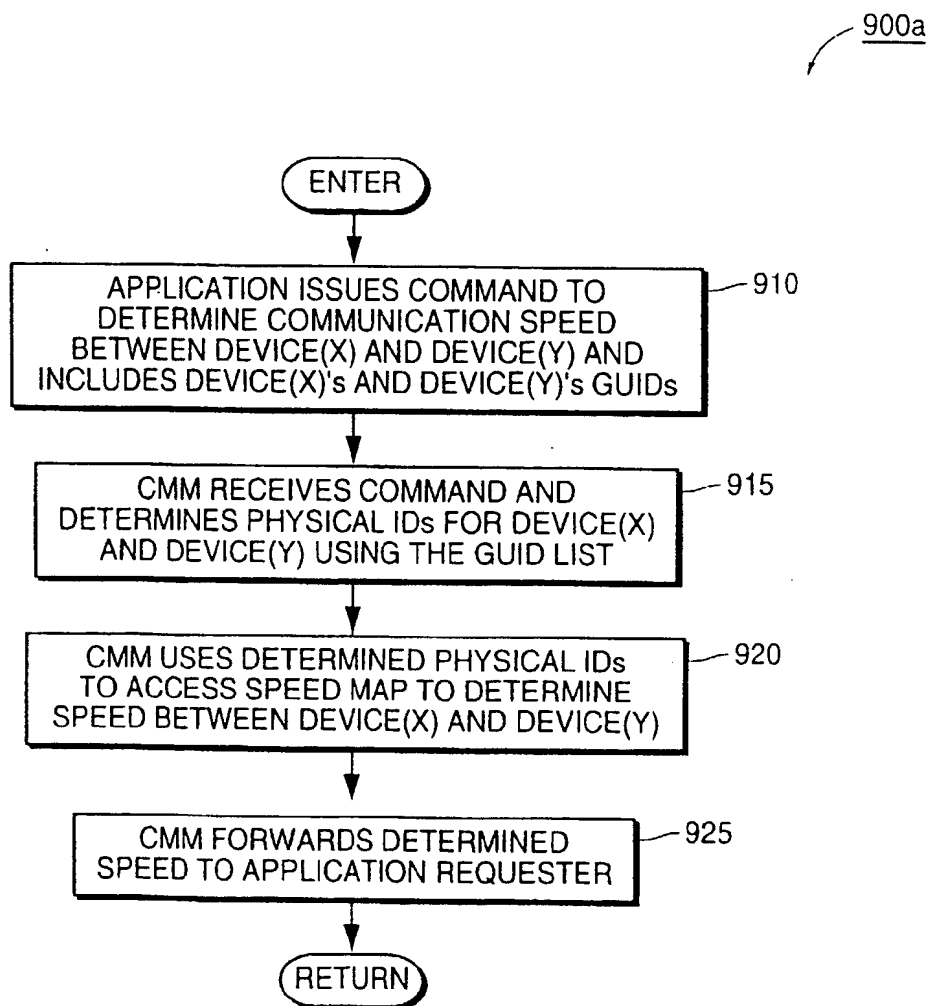 900a
ENTER
APPLICATION ISSUES COMMAND TO
DETERMINE COMMUNICATION SPEED
BETWEEN DEVICE(X) AND DEVICE(Y) AND
INCLUDES DEVICE(X)'s AND DEVICE(Y)'s GUIDs
910
CMM RECEIVES COMMAND AND
DETERMINES PHYSICAL IDs FOR DEVICE(X)
AND DEVICE(Y) USING THE GUID LIST
915
CMM USES DETERMINED PHYSICAL IDs
TO ACCESS SPEED MAP TO DETERMINE
SPEED BETWEEN DEVICE(X) AND DEVICE(Y)
920
CMM FORWARDS DETERMINED
SPEED TO APPLICATION REQUESTER
925
RETURN